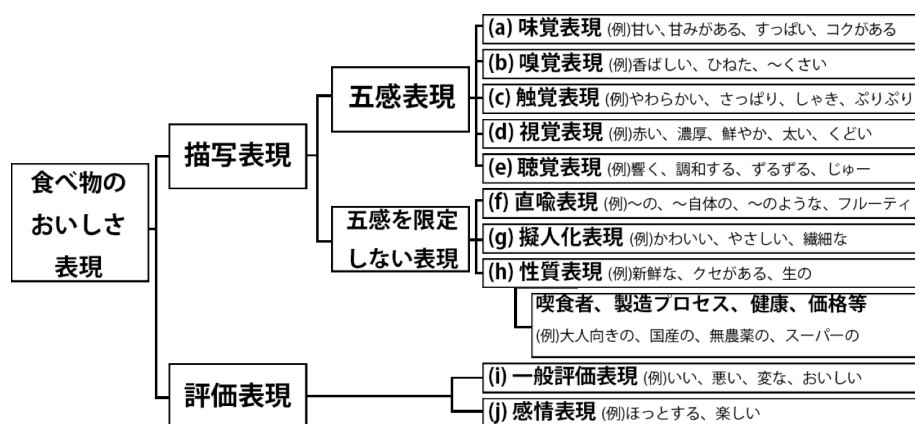 (a) 味覚表現 (例)甘い、甘みがある、すっぱい、コクがある
(b) 嗅覚表現 (例)香ばしい、ひねた、～くさい
五感表現
(c) 触覚表現 (例)やわらかい、さっぱり、しゃき、ぷりぷり
描写表現
(d) 視覚表現 (例)赤い、濃厚、鮮やか、太い、くどい
(e) 聴覚表現 (例)響く、調和する、ずるずる、じゅー
食べ物の
おいしさ
表現
五感を限定
しない表現
(f) 直喩表現 (例)～の、～自体の、～のような、フルーティ
(g) 擬人化表現 (例)かわいい、やさしい、繊細な
(h) 性質表現 (例)新鮮な、クセがある、生の
喫食者、製造プロセス、健康、価格等
(例)大人向きの、国産の、無農薬の、スーパーの
評価表現
(i) 一般評価表現 (例)いい、悪い、変な、おいしい
(j) 感情表現 (例)ほっとする、楽しい